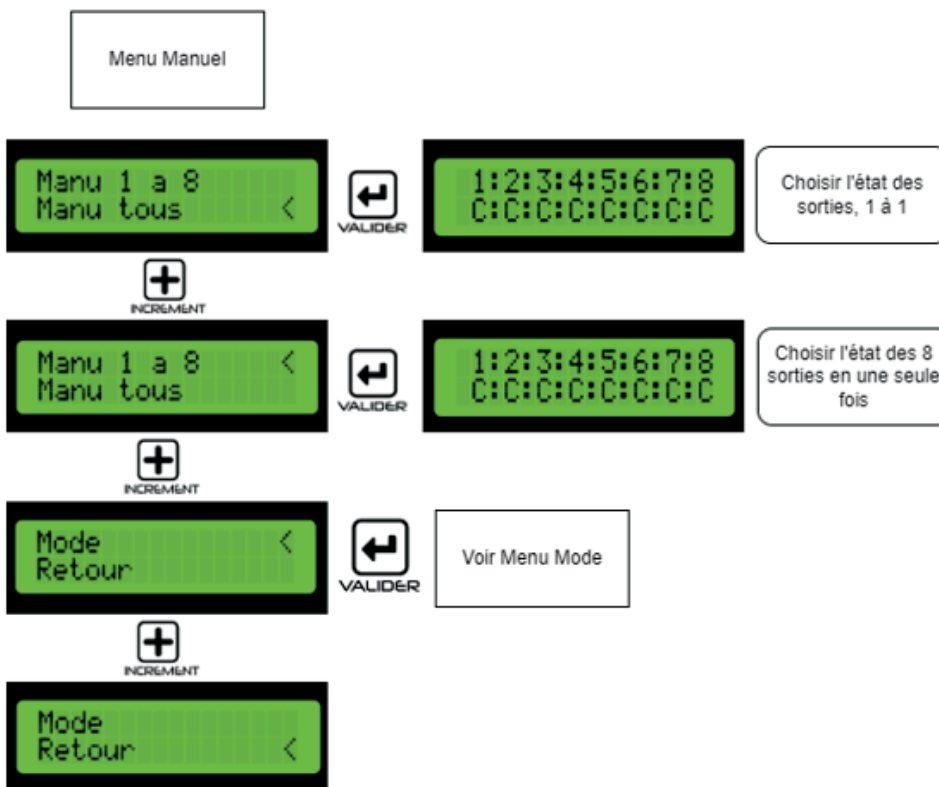 Menu Manuel
Manu 1 a 8
Manu tous <
VALIDER
1:2:3:4:5:6:7:8
C:C:C:C:C:C:C:C
Choisir l'état des
sorties, 1 à 1
INCREMENT
Manu 1 a 8 <
Manu tous
VALIDER
1:2:3:4:5:6:7:8
C:C:C:C:C:C:C:C
Choisir l'état des 8
sorties en une seule
fois
INCREMENT
Mode <
Retour
VALIDER
Voir Menu Mode
INCREMENT
Mode
Retour <